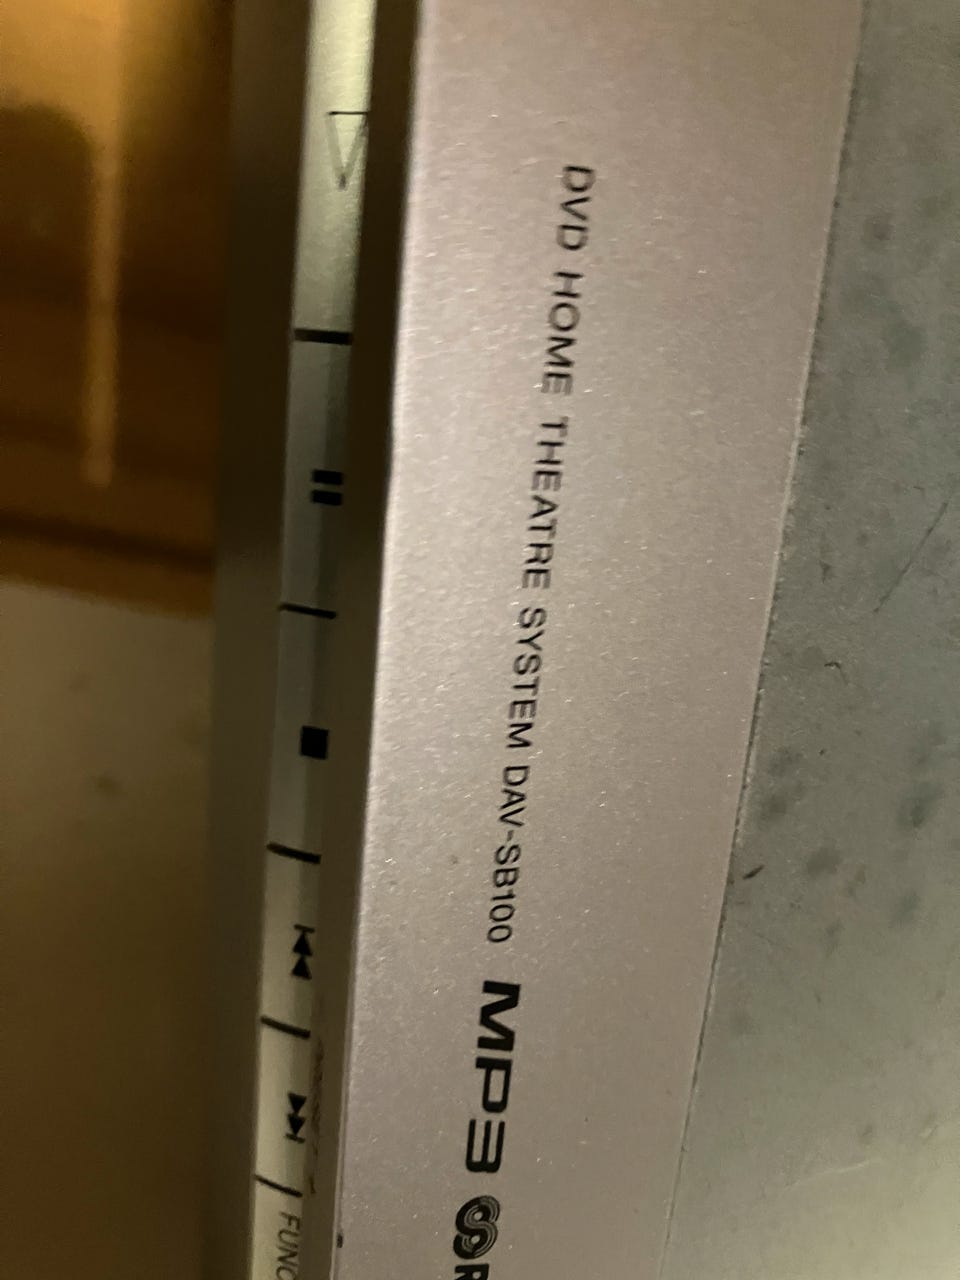 DVD HOME THEATRE SYSTEM DAV-SB100
MP3